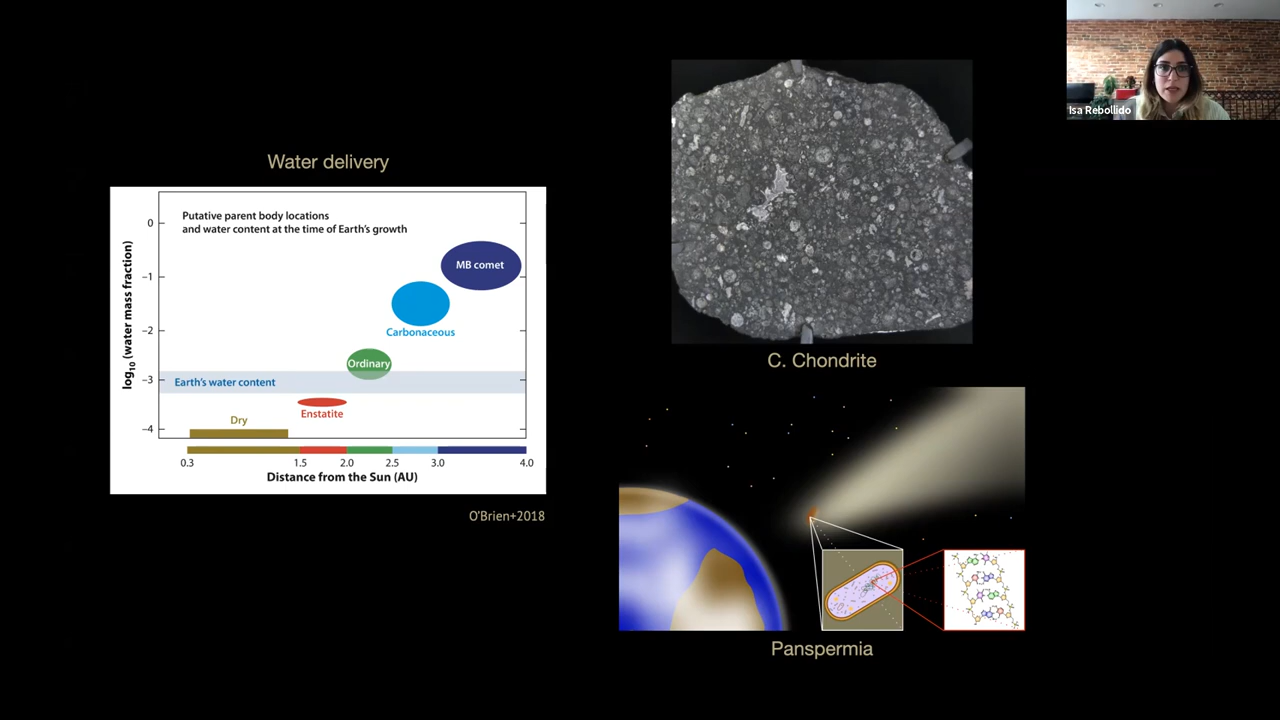 Isa Rebollido
Water delivery
Putative parent body locations
and water content at the time of Earth's growth
log10 (water mass fraction)
0
−1
−2
−3
−4
MB comet
Carbonaceous
Ordinary
Earth's water content
Enstatite
Dry
0.3
1.5
2.0
2.5
3.0
4.0
Distance from the Sun (AU)
O'Brien+2018
C. Chondrite
Panspermia